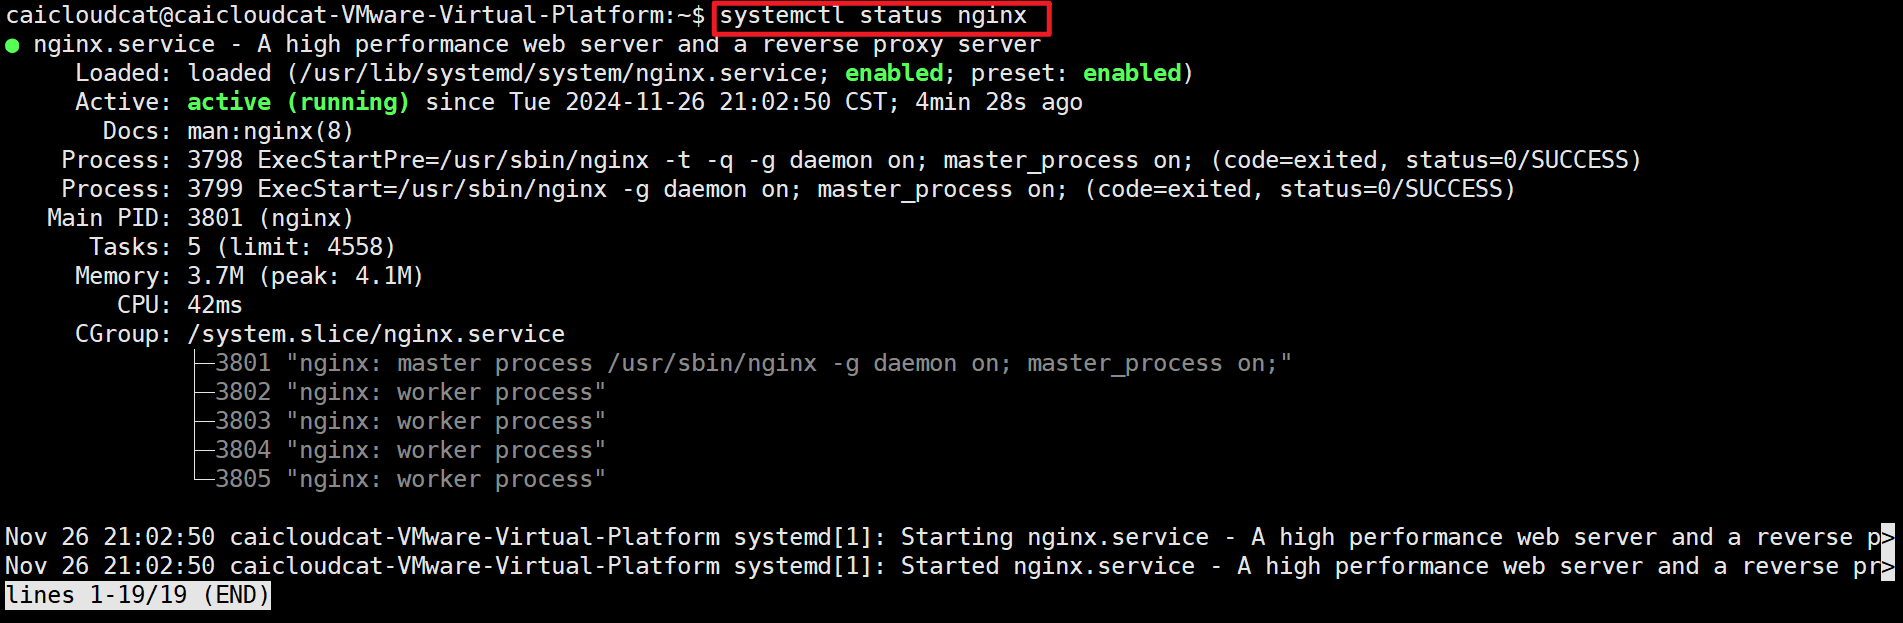 caicloudcat@caicloudcat-VMware-Virtual-Platform:~$ systemctl status nginx
● nginx.service - A high performance web server and a reverse proxy server
     Loaded: loaded (/usr/lib/systemd/system/nginx.service; enabled; preset: enabled)
     Active: active (running) since Tue 2024-11-26 21:02:50 CST; 4min 28s ago
       Docs: man:nginx(8)
    Process: 3798 ExecStartPre=/usr/sbin/nginx -t -q -g daemon on; master_process on; (code=exited, status=0/SUCCESS)
    Process: 3799 ExecStart=/usr/sbin/nginx -g daemon on; master_process on; (code=exited, status=0/SUCCESS)
   Main PID: 3801 (nginx)
      Tasks: 5 (limit: 4558)
     Memory: 3.7M (peak: 4.1M)
        CPU: 42ms
     CGroup: /system.slice/nginx.service
             ├─3801 "nginx: master process /usr/sbin/nginx -g daemon on; master_process on;"
             ├─3802 "nginx: worker process"
             ├─3803 "nginx: worker process"
             ├─3804 "nginx: worker process"
             └─3805 "nginx: worker process"

Nov 26 21:02:50 caicloudcat-VMware-Virtual-Platform systemd[1]: Starting nginx.service - A high performance web server and a reverse p>
Nov 26 21:02:50 caicloudcat-VMware-Virtual-Platform systemd[1]: Started nginx.service - A high performance web server and a reverse pr>
lines 1-19/19 (END)